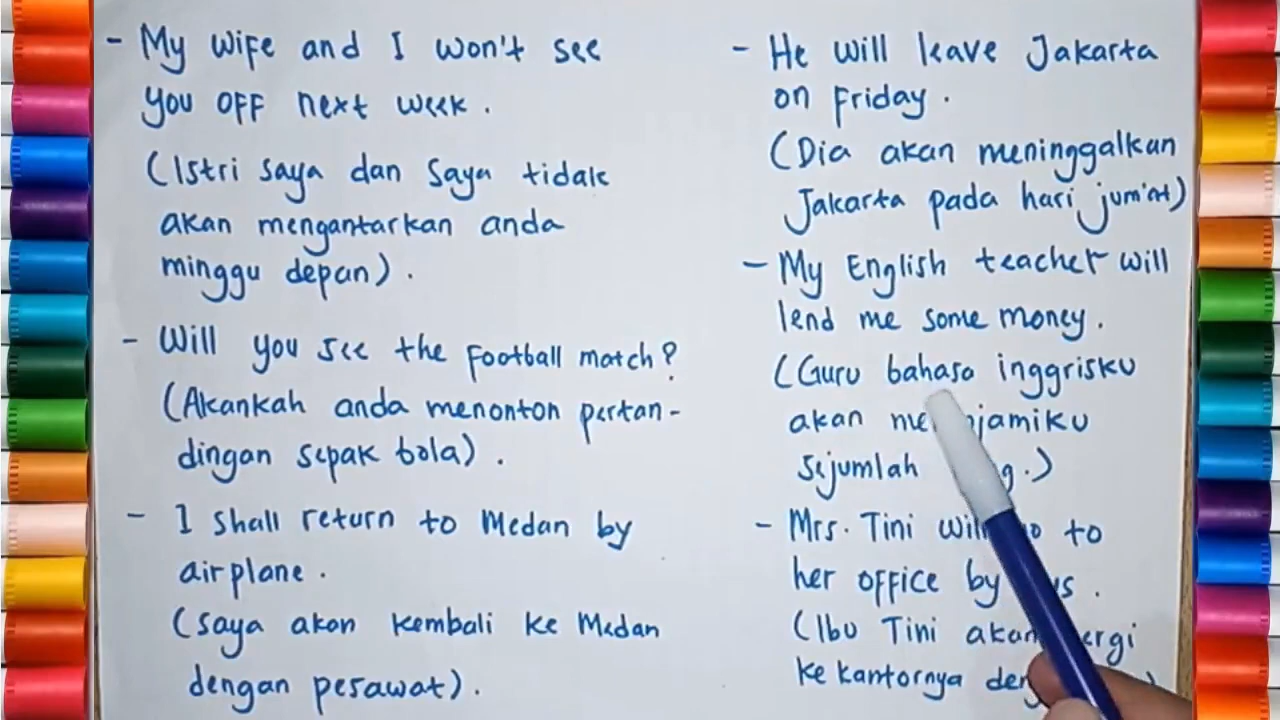 - My wife and I won't see
you off next week.
(Istri saya dan saya tidak
akan mengantarkan anda
minggu depan).
- Will you see the football match?
(Akankah anda menonton pertan-
dingan sepak bola).
- I shall return to Medan by
airplane.
(saya akan kembali ke Medan
dengan pesawat).
- He will leave Jakarta
on Friday.
(Dia akan meninggalkan
Jakarta pada hari jum'at)
- My English teacher will
lend me some money.
(Guru bahasa inggrisku
akan
sejumlah
- Mrs. Tini will to
her office by
(Ibu Tini akan
ke kantornya